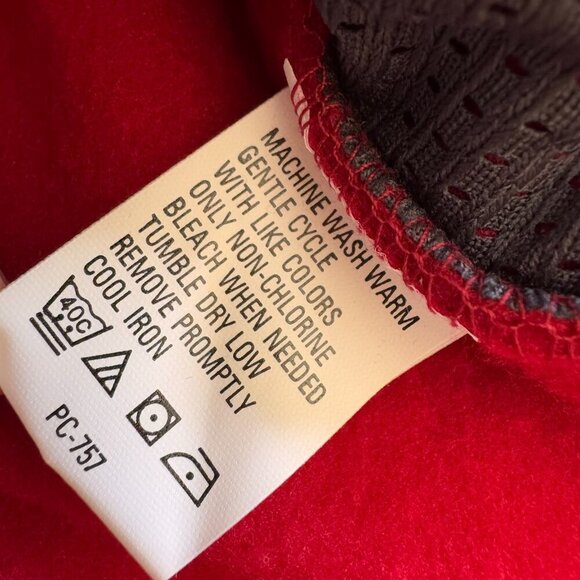 MACHINE WASH WARM
GENTLE CYCLE
WITH LIKE COLORS
ONLY NON-CHLORINE
BLEACH WHEN NEEDED
TUMBLE DRY LOW
REMOVE PROMPTLY
COOL IRON
40C
PC-757